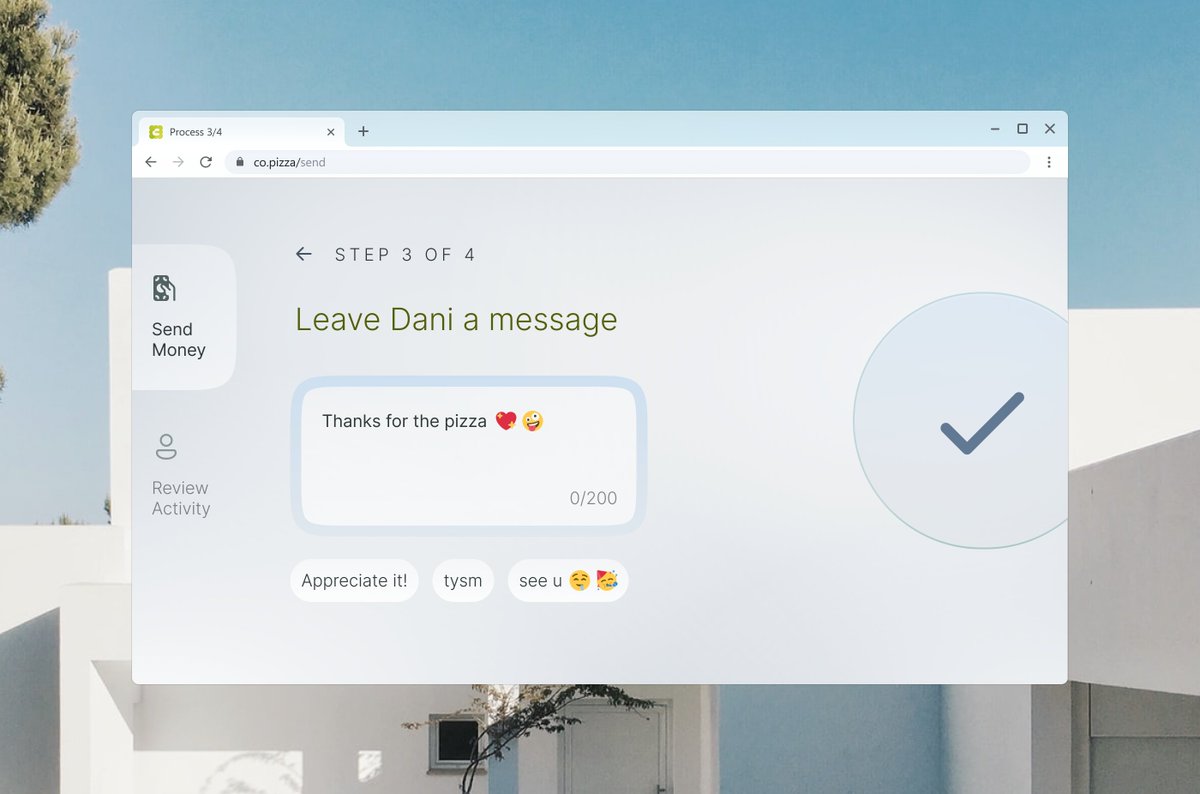 Process 3/4
co.pizza/send
Send
Money
Review
Activity
STEP 3 OF 4
Leave Dani a message
Thanks for the pizza 💖🤪
0/200
Appreciate it!
tysm
see u 🤤🥳